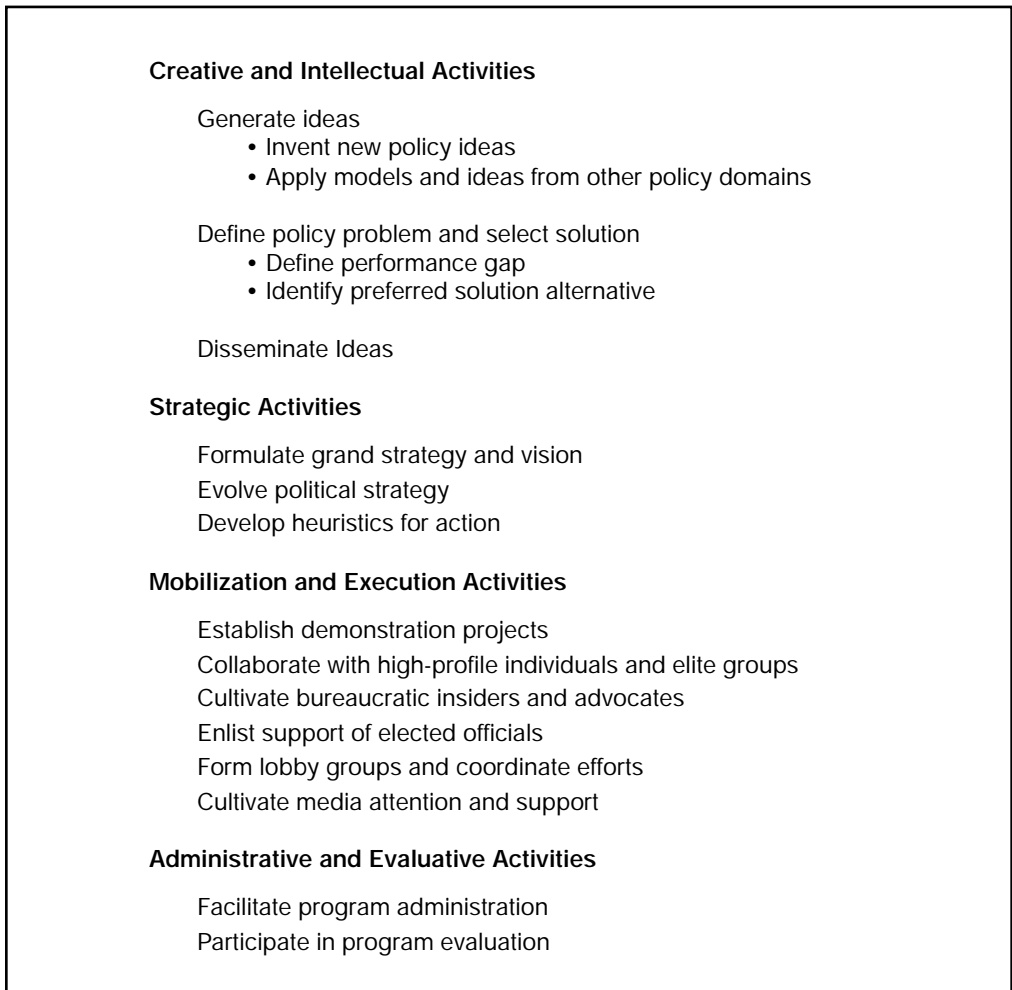 Creative and Intellectual Activities
Generate ideas
• Invent new policy ideas
• Apply models and ideas from other policy domains
Define policy problem and select solution
• Define performance gap
• Identify preferred solution alternative
Disseminate Ideas
Strategic Activities
Formulate grand strategy and vision
Evolve political strategy
Develop heuristics for action
Mobilization and Execution Activities
Establish demonstration projects
Collaborate with high-profile individuals and elite groups
Cultivate bureaucratic insiders and advocates
Enlist support of elected officials
Form lobby groups and coordinate efforts
Cultivate media attention and support
Administrative and Evaluative Activities
Facilitate program administration
Participate in program evaluation